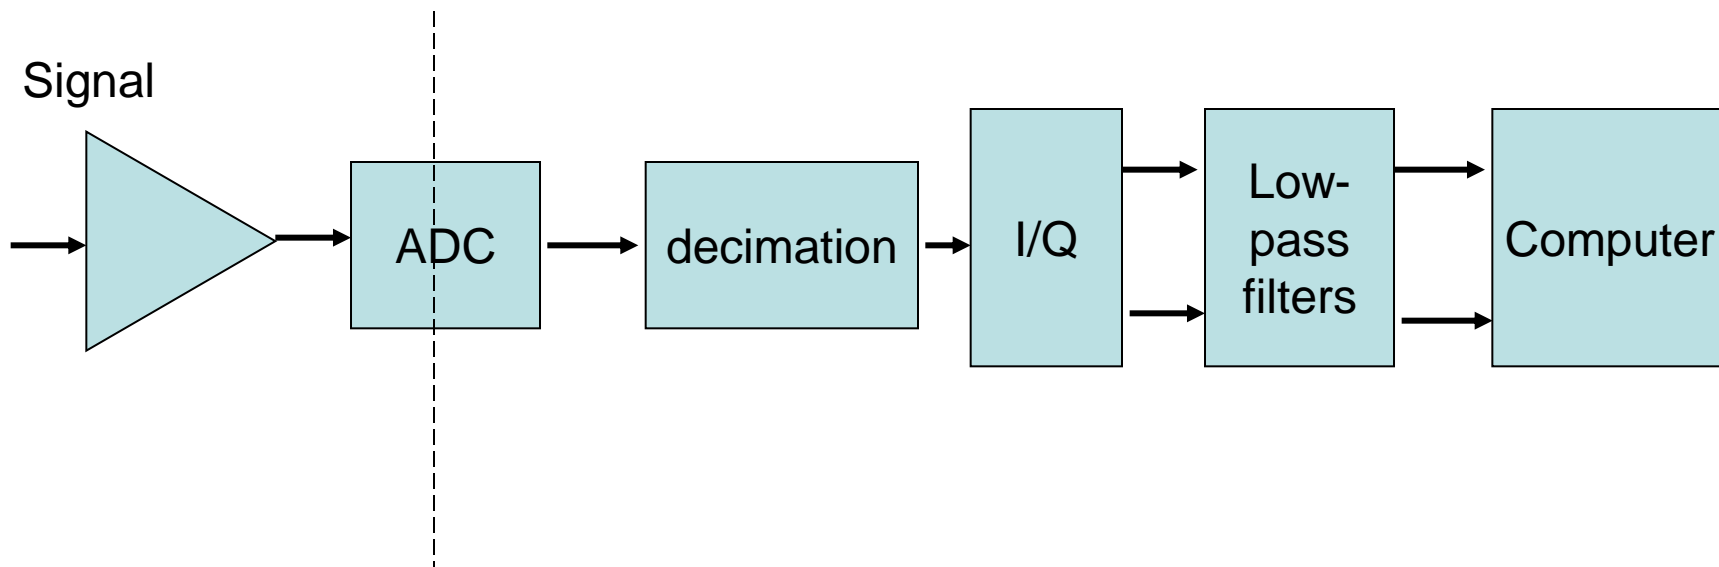 Signal
ADC
decimation
I/Q
Low-
pass
filters
Computer